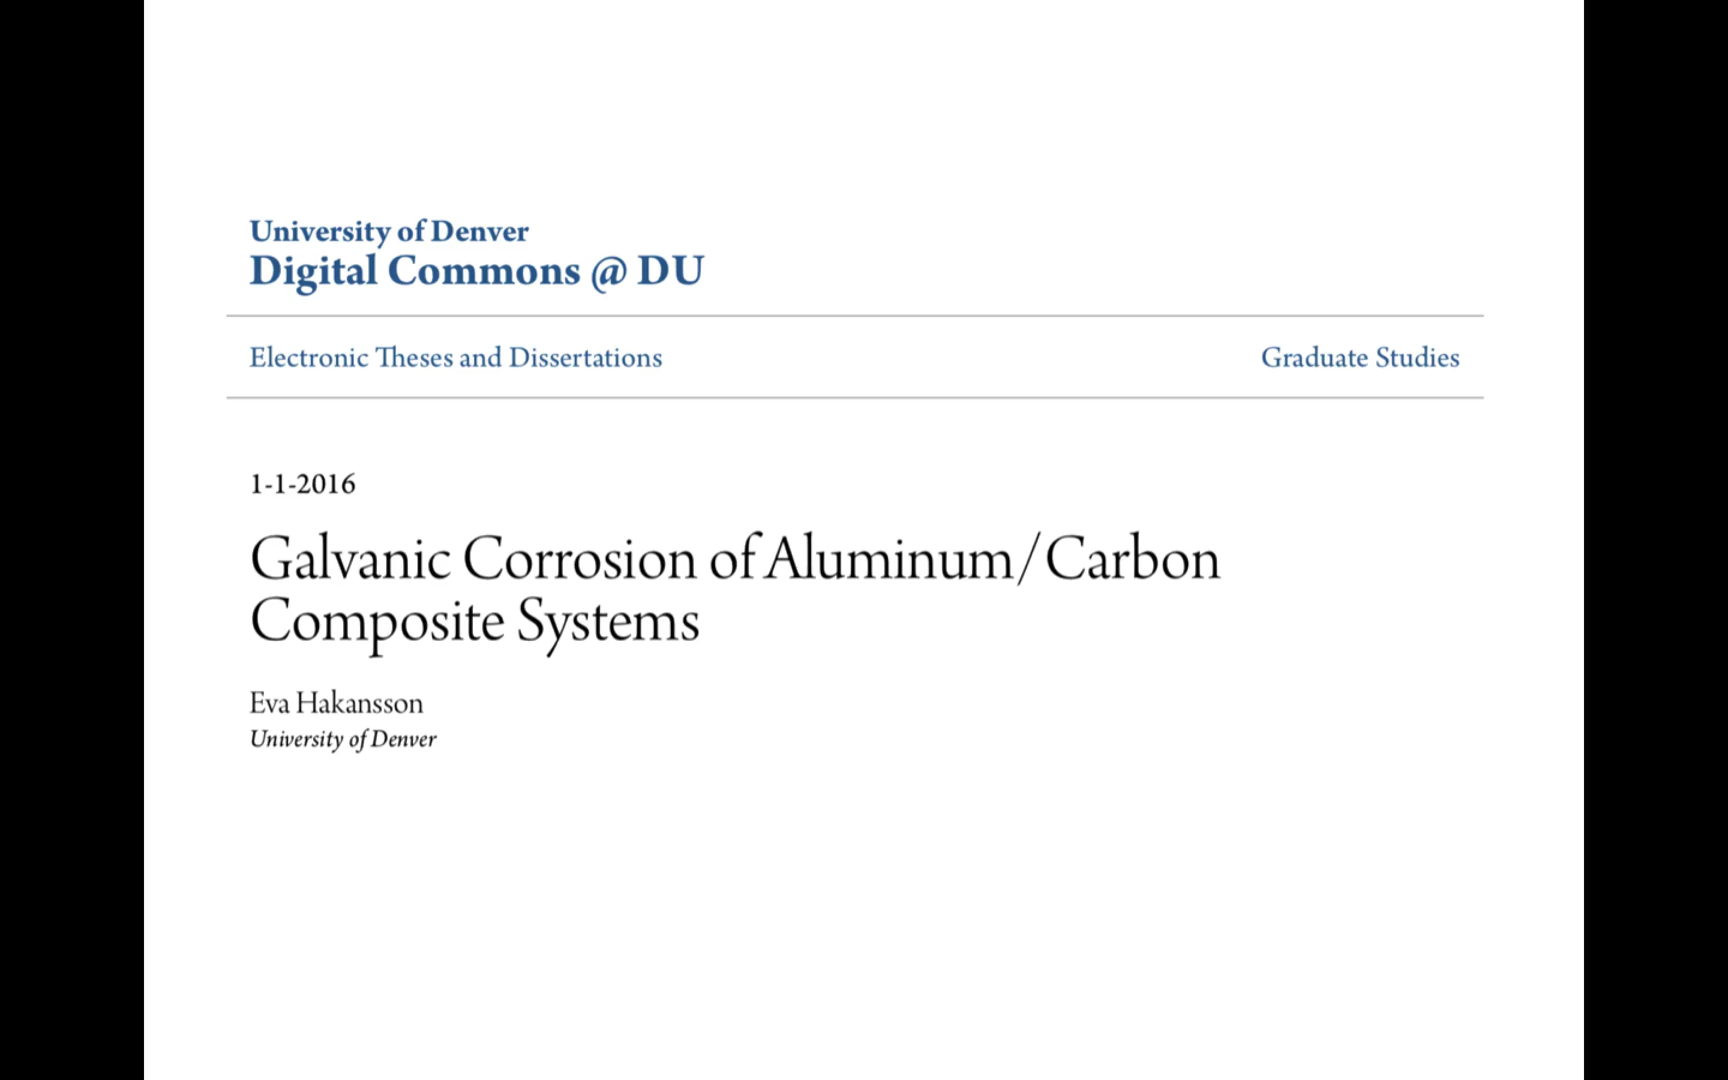 University of Denver
Digital Commons @ DU
Electronic Theses and Dissertations
Graduate Studies
1-1-2016
Galvanic Corrosion of Aluminum/Carbon
Composite Systems
Eva Hakansson
University of Denver